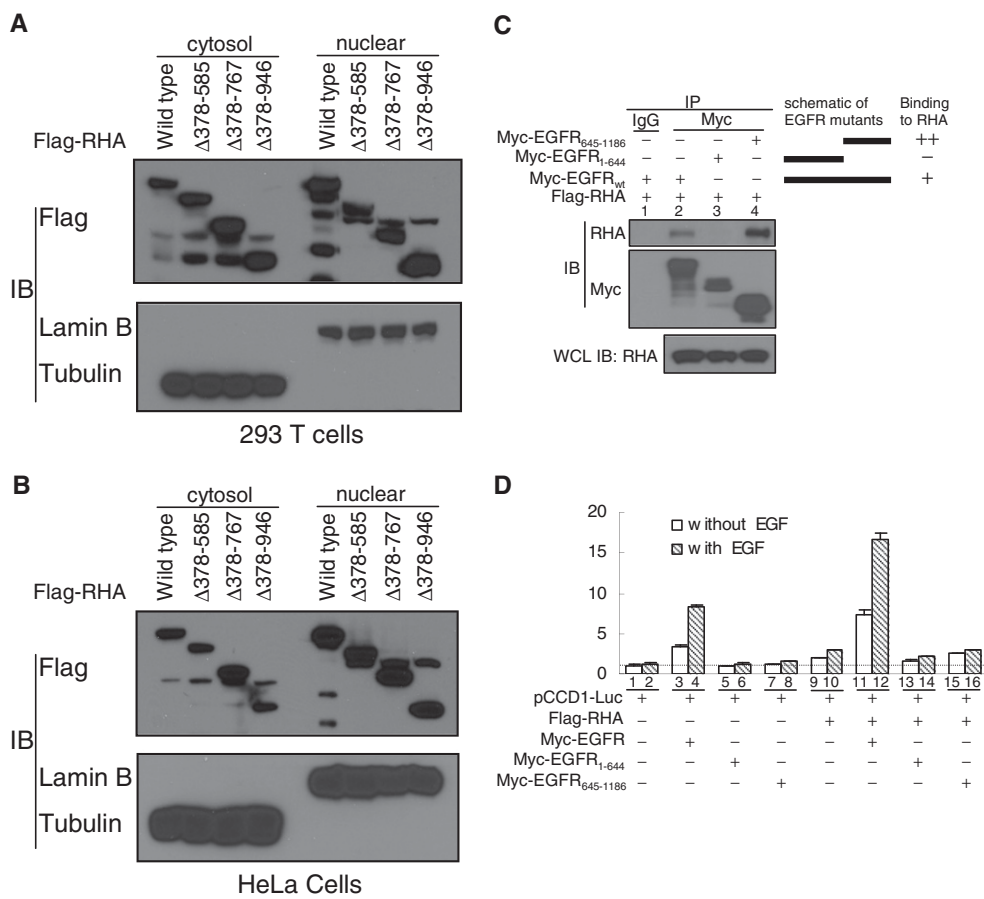 A
cytosol nuclear
Wild type Δ378-585 Δ378-767 Δ378-946 Wild type Δ378-585 Δ378-767 Δ378-946
Flag-RHA
IB
Flag
Lamin B
Tubulin
293 T cells
B
cytosol nuclear
Wild type Δ378-585 Δ378-767 Δ378-946 Wild type Δ378-585 Δ378-767 Δ378-946
Flag-RHA
IB
Flag
Lamin B
Tubulin
HeLa Cells
C
IP
IgG Myc
schematic of EGFR mutants
Binding to RHA
Myc-EGFR645-1186 – – – + ++
Myc-EGFR1-644 – – + – –
Myc-EGFRwt + + – – +
Flag-RHA + + + +
1 2 3 4
IB
RHA
Myc
WCL IB: RHA
D
20
15
10
5
0
without EGF
with EGF
1 2 3 4 5 6 7 8 9 10 11 12 13 14 15 16
pCCD1-Luc + + + + + + + +
Flag-RHA – – – – + + + +
Myc-EGFR – + – – – + – –
Myc-EGFR1-644 – – + – – – + –
Myc-EGFR645-1186 – – – + – – – +